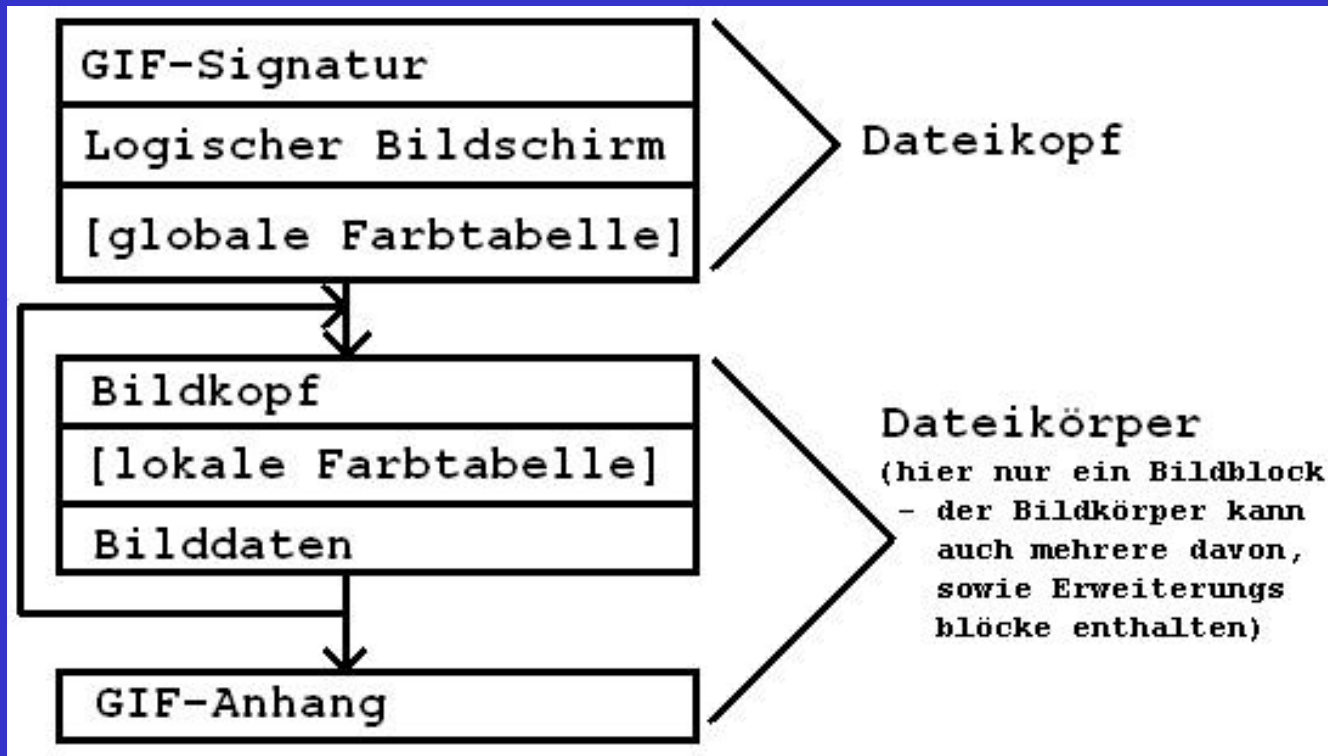 GIF-Signatur
Logischer Bildschirm
[globale Farbtabelle]
Dateikopf
Bildkopf
[lokale Farbtabelle]
Bilddaten
GIF-Anhang
Dateikörper
(hier nur ein Bildblock
- der Bildkörper kann
auch mehrere davon,
sowie Erweiterungs
blöcke enthalten)